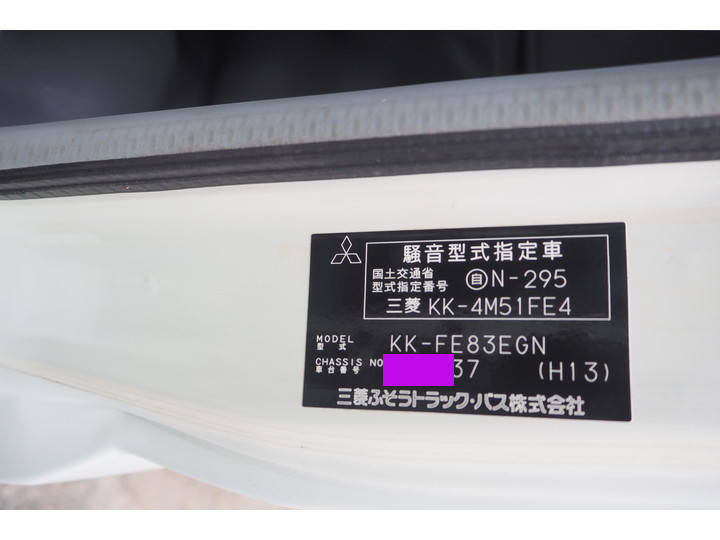 騒音型式指定車
国土交通省
型式指定番号 自N-295
三菱 KK-4M51FE4
MODEL
型式 KK-FE83EGN
CHASSIS NO
車台番号 37 (H13)
三菱ふそうトラック・バス株式会社